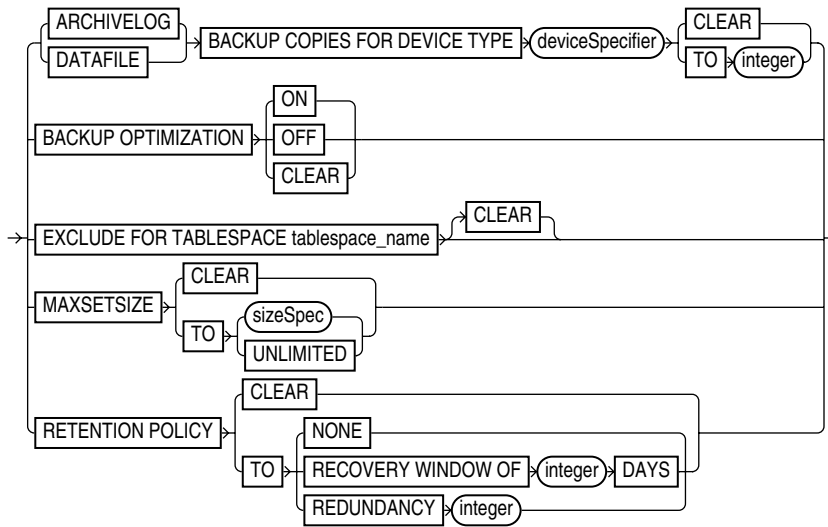 ARCHIVELOG
DATAFILE
BACKUP COPIES FOR DEVICE TYPE
deviceSpecifier
CLEAR
TO integer
BACKUP OPTIMIZATION
ON
OFF
CLEAR
EXCLUDE FOR TABLESPACE tablespace_name
CLEAR
MAXSETSIZE
CLEAR
TO
sizeSpec
UNLIMITED
RETENTION POLICY
CLEAR
TO
NONE
RECOVERY WINDOW OF integer DAYS
REDUNDANCY integer